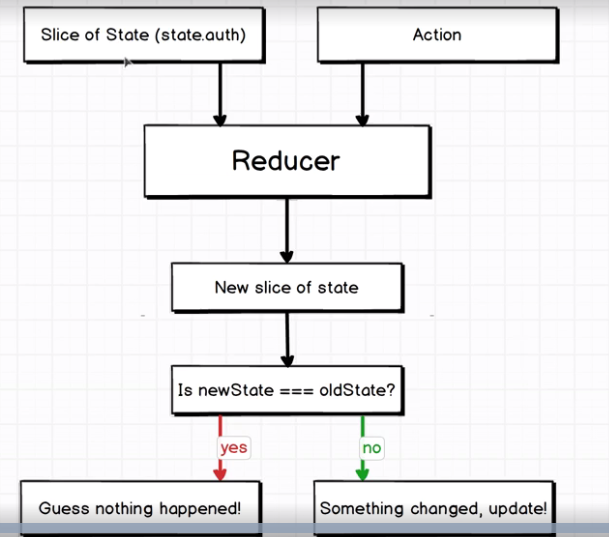 Slice of State (state.auth)
Action
Reducer
New slice of state
Is newState === oldState?
yes
no
Guess nothing happened!
Something changed, update!